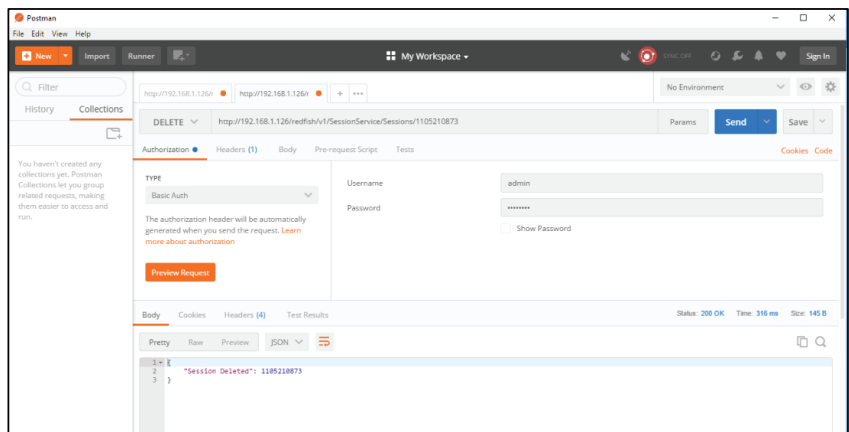 Postman
File Edit View Help
New Import Runner My Workspace SYNC OFF Sign In
Filter
History Collections
You haven't created any
collections yet. Postman
Collections let you group
related requests, making
them easier to access and
run.
http://192.168.1.126/r http://192.168.1.126/r + •••
No Environment
DELETE http://192.168.1.126/redfish/v1/SessionService/Sessions/1105210873 Params Send Save
Authorization Headers (1) Body Pre-request Script Tests Cookies Code
TYPE
Basic Auth
The authorization header will be automatically
generated when you send the request. Learn
more about authorization
Preview Request
Username admin
Password ••••••••
Show Password
Body Cookies Headers (4) Test Results Status: 200 OK Time: 316 ms Size: 145 B
Pretty Raw Preview JSON
1 {
2 "Session Deleted": 1105210873
3 }